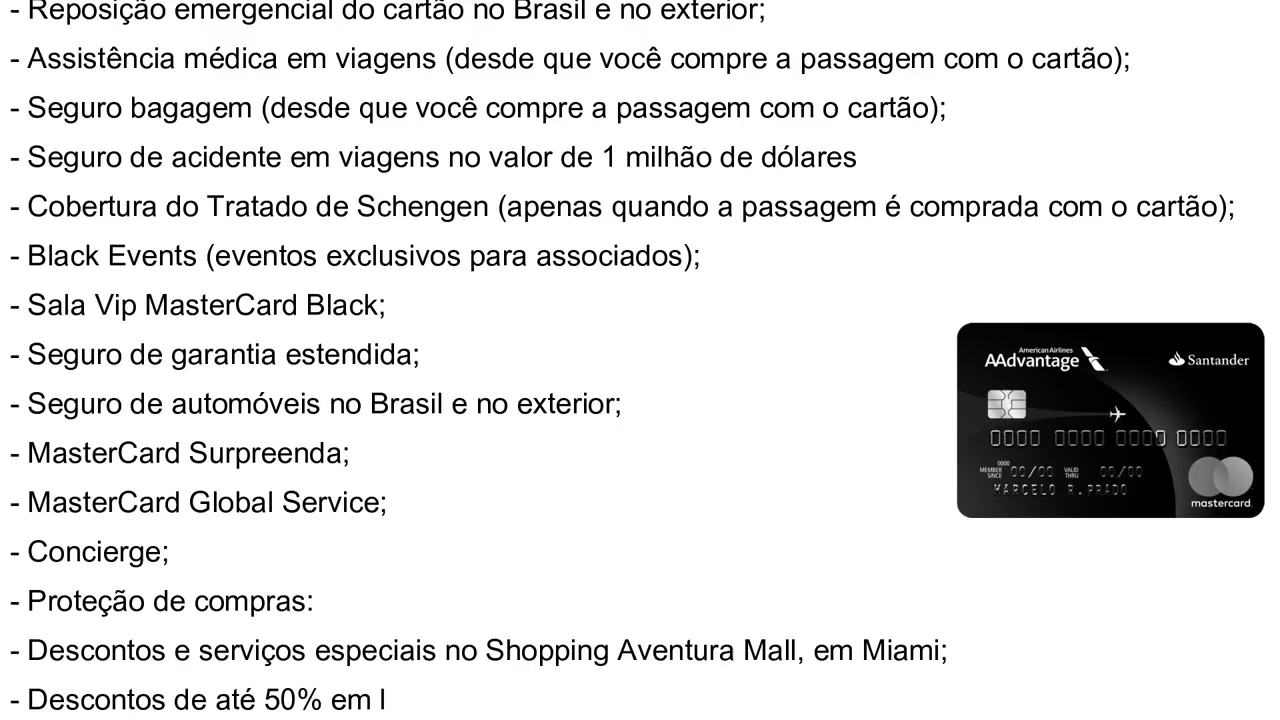 - Reposição emergencial do cartão no Brasil e no exterior;
- Assistência médica em viagens (desde que você compre a passagem com o cartão);
- Seguro bagagem (desde que você compre a passagem com o cartão);
- Seguro de acidente em viagens no valor de 1 milhão de dólares
- Cobertura do Tratado de Schengen (apenas quando a passagem é comprada com o cartão);
- Black Events (eventos exclusivos para associados);
- Sala Vip MasterCard Black;
- Seguro de garantia estendida;
- Seguro de automóveis no Brasil e no exterior;
- MasterCard Surpreenda;
- MasterCard Global Service;
- Concierge;
- Proteção de compras:
- Descontos e serviços especiais no Shopping Aventura Mall, em Miami;
- Descontos de até 50% em l
American Airlines
AAdvantage
Santander
0000 0000 0000 0000
0000
MEMBER SINCE 00/00 VALID THRU 00/00
MARCELO R.PRADO
mastercard